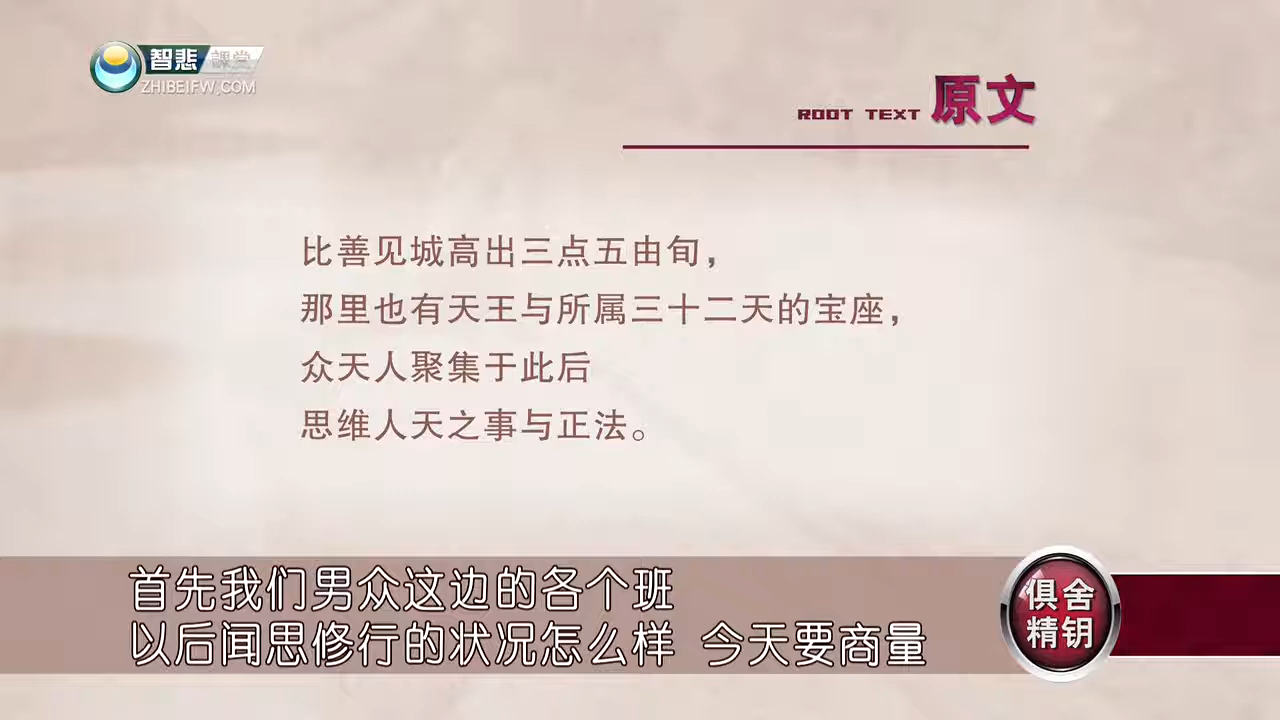 智悲 課堂
ZHIBEIFW.COM
ROOT TEXT 原文
比善见城高出三点五由旬，
那里也有天王与所属三十二天的宝座，
众天人聚集于此后
思维人天之事与正法。
首先我们男众这边的各个班
以后闻思修行的状况怎么样 今天要商量
俱舍
精钥